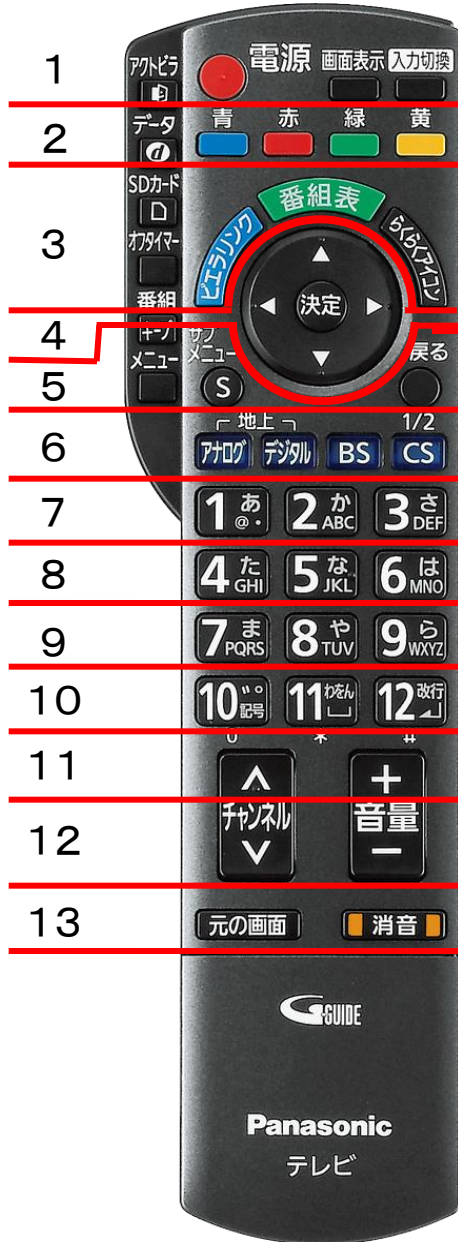 1
アクトビラ
電源
画面表示
入力切換
2
データ
d
青 赤 緑 黄
3
SDカード
オフタイマー
番組表
ビエラリンク
らくらくアイコン
決定
4
番組
キープ
サブ
メニュー
戻る
5
メニュー
S
6
地上
1/2
アナログ デジタル BS CS
7
1 あ @. 2 か ABC 3 さ DEF
8
4 た GHI 5 な JKL 6 は MNO
9
7 ま PQRS 8 や TUV 9 ら WXYZ
10
10 ゛゜ 記号 11 わをん 12 改行
0 * #
11
+
12
チャンネル 音量
−
13
元の画面 消音
G-GUIDE
Panasonic
テレビ